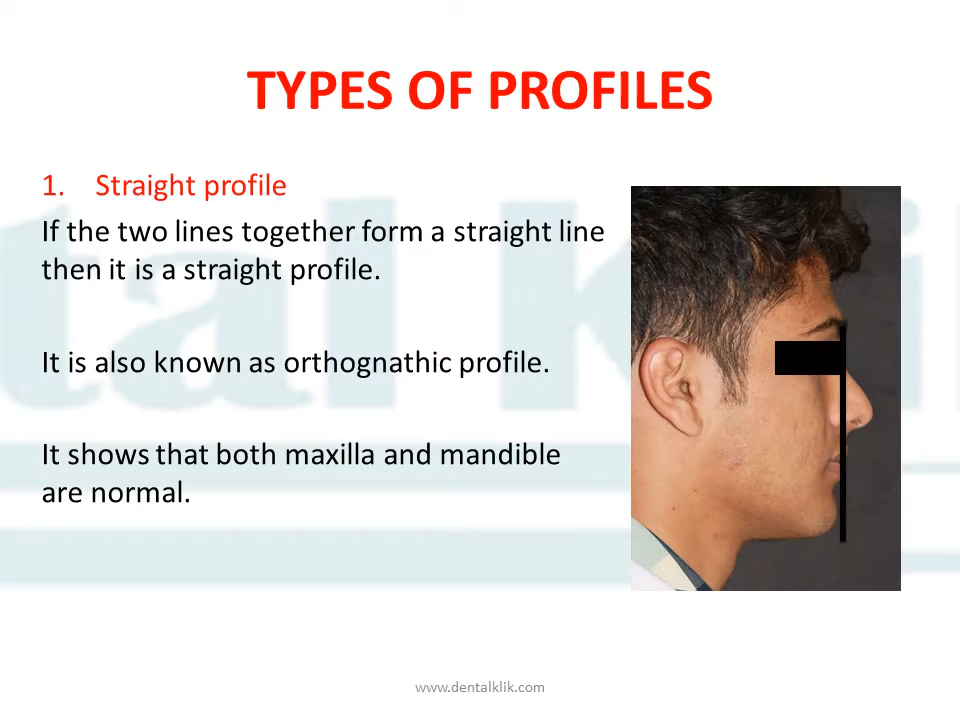 TYPES OF PROFILES
1. Straight profile
If the two lines together form a straight line
then it is a straight profile.
It is also known as orthognathic profile.
It shows that both maxilla and mandible
are normal.
www.dentalklik.com